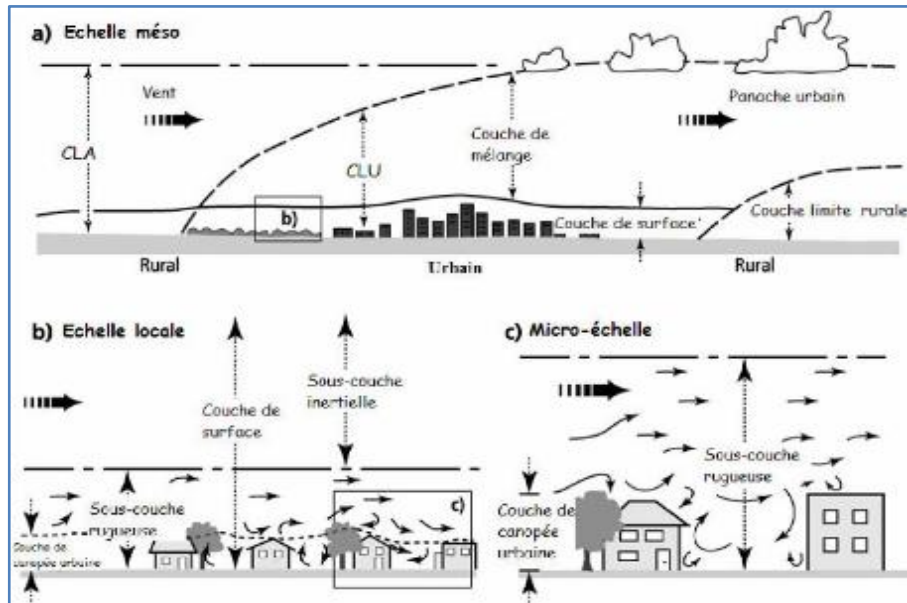 a) Echelle méso
Vent
Panache urbain
CLA
CLU
Couche de
mélange
b)
Couche de surface
Couche limite rurale
Rural
Urbain
Rural
b) Echelle locale
Couche de
surface
Sous-couche
inertielle
Sous-couche
rugueuse
Couche de
canopée urbaine
c)
c) Micro-échelle
Sous-couche
rugueuse
Couche de
canopée
urbaine